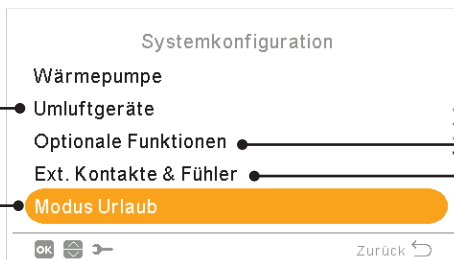 Systemkonfiguration
Wärmepumpe
Umluftgeräte
Optionale Funktionen
Ext. Kontakte & Fühler
Modus Urlaub
OK Zurück